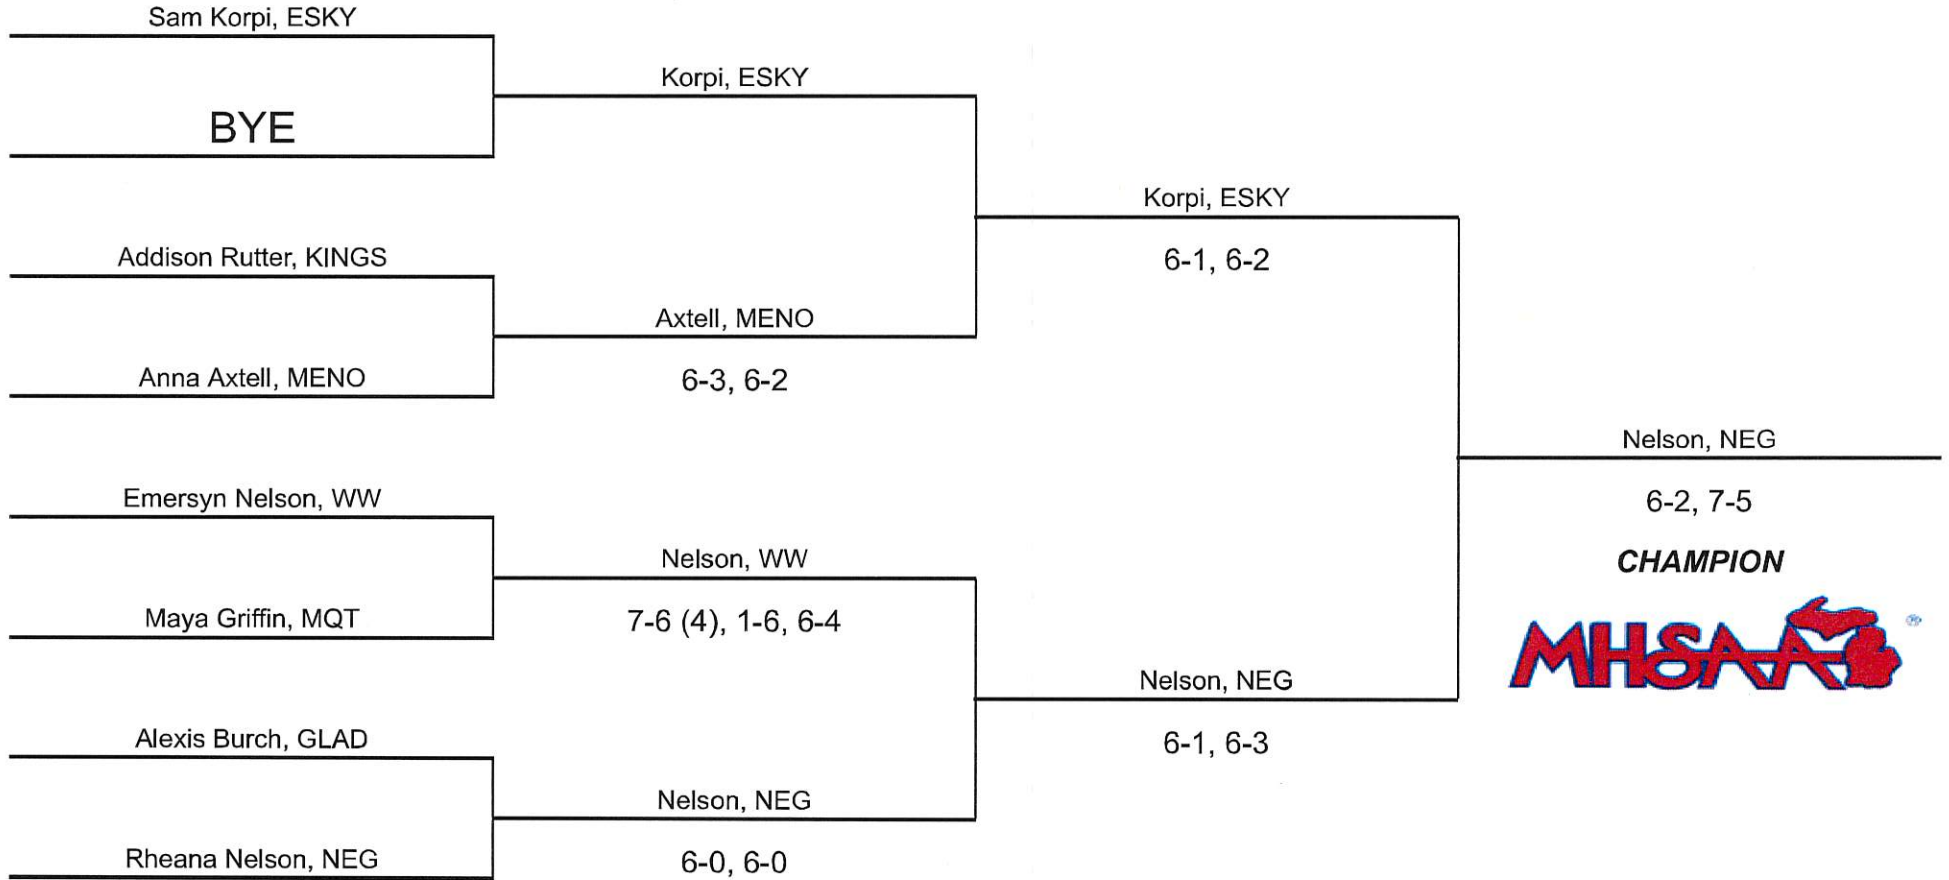 Sam Korpi, ESKY
BYE
Addison Rutter, KINGS
Anna Axtell, MENO
Emersyn Nelson, WW
Maya Griffin, MQT
Alexis Burch, GLAD
Rheana Nelson, NEG
Korpi, ESKY
Axtell, MENO
6-3, 6-2
Nelson, WW
7-6 (4), 1-6, 6-4
Nelson, NEG
6-0, 6-0
Korpi, ESKY
6-1, 6-2
Nelson, NEG
6-1, 6-3
Nelson, NEG
6-2, 7-5
CHAMPION
MHSAA®